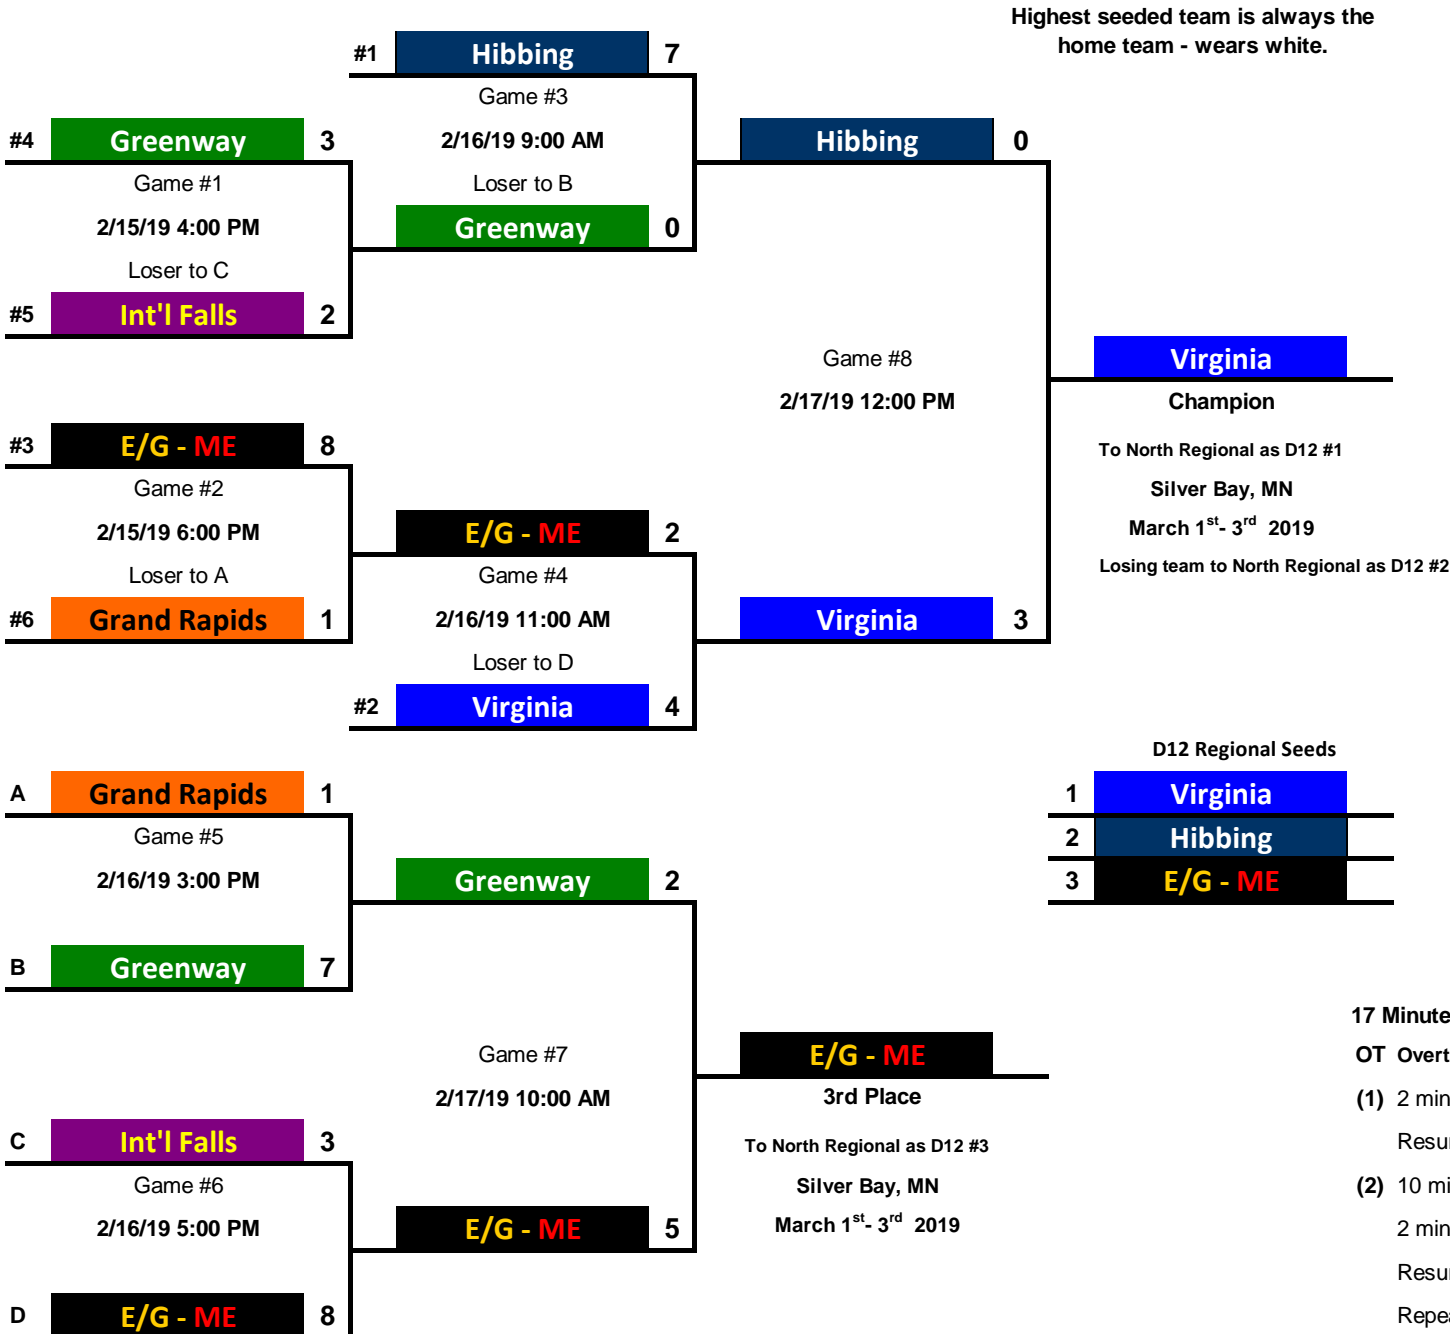 Highest seeded team is always the
home team - wears white.
#1 Hibbing 7
Game #3
2/16/19 9:00 AM
Loser to B
Greenway 0
#4 Greenway 3
Game #1
2/15/19 4:00 PM
Loser to C
#5 Int'l Falls 2
Hibbing 0
Game #8
2/17/19 12:00 PM
Virginia 3
Virginia
Champion
To North Regional as D12 #1
Silver Bay, MN
March 1st- 3rd 2019
Losing team to North Regional as D12 #2
#3 E/G - ME 8
Game #2
2/15/19 6:00 PM
Loser to A
#6 Grand Rapids 1
E/G - ME 2
Game #4
2/16/19 11:00 AM
Loser to D
#2 Virginia 4
D12 Regional Seeds
1 Virginia
2 Hibbing
3 E/G - ME
A Grand Rapids 1
Game #5
2/16/19 3:00 PM
B Greenway 7
Greenway 2
Game #7
2/17/19 10:00 AM
E/G - ME 5
E/G - ME
3rd Place
To North Regional as D12 #3
Silver Bay, MN
March 1st- 3rd 2019
C Int'l Falls 3
Game #6
2/16/19 5:00 PM
D E/G - ME 8
17 Minute
OT
(1) 2 min
(2) 10
2 min